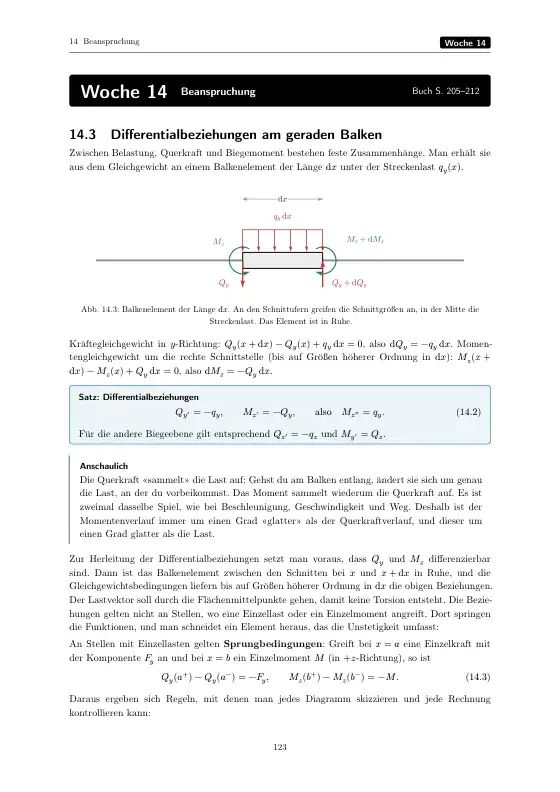 14 Beanspruchung
Woche 14
Woche 14 Beanspruchung Buch S. 205–212
14.3 Differentialbeziehungen am geraden Balken
Zwischen Belastung, Querkraft und Biegemoment bestehen feste Zusammenhänge. Man erhält sie
aus dem Gleichgewicht an einem Balkenelement der Länge dx unter der Streckenlast q_y(x).
dx
q_y dx
M_z
M_z + dM_z
Q_y
Q_y + dQ_y
Abb. 14.3: Balkenelement der Länge dx. An den Schnittufern greifen die Schnittgrößen an, in der Mitte die
Streckenlast. Das Element ist in Ruhe.
Kräftegleichgewicht in y-Richtung: Q_y(x + dx) − Q_y(x) + q_y dx = 0, also dQ_y = −q_y dx. Momen-
tengleichgewicht um die rechte Schnittstelle (bis auf Größen höherer Ordnung in dx): M_z(x +
dx) − M_z(x) + Q_y dx = 0, also dM_z = −Q_y dx.
Satz: Differentialbeziehungen
Q_y′ = −q_y, M_z′ = −Q_y, also M_z″ = q_y. (14.2)
Für die andere Biegeebene gilt entsprechend Q_z′ = −q_z und M_y′ = Q_z.
Anschaulich
Die Querkraft «sammelt» die Last auf: Gehst du am Balken entlang, ändert sie sich um genau
die Last, an der du vorbeikommst. Das Moment sammelt wiederum die Querkraft auf. Es ist
zweimal dasselbe Spiel, wie bei Beschleunigung, Geschwindigkeit und Weg. Deshalb ist der
Momentenverlauf immer um einen Grad «glatter» als der Querkraftverlauf, und dieser um
einen Grad glatter als die Last.
Zur Herleitung der Differentialbeziehungen setzt man voraus, dass Q_y und M_z differenzierbar
sind. Dann ist das Balkenelement zwischen den Schnitten bei x und x + dx in Ruhe, und die
Gleichgewichtsbedingungen liefern bis auf Größen höherer Ordnung in dx die obigen Beziehungen.
Der Lastvektor soll durch die Flächenmittelpunkte gehen, damit keine Torsion entsteht. Die Bezie-
hungen gelten nicht an Stellen, wo eine Einzellast oder ein Einzelmoment angreift. Dort springen
die Funktionen, und man schneidet ein Element heraus, das die Unstetigkeit umfasst:
An Stellen mit Einzellasten gelten Sprungbedingungen: Greift bei x = a eine Einzelkraft mit
der Komponente F_y an und bei x = b ein Einzelmoment M (in +z-Richtung), so ist
Q_y(a⁺) − Q_y(a⁻) = −F_y, M_z(b⁺) − M_z(b⁻) = −M. (14.3)
Daraus ergeben sich Regeln, mit denen man jedes Diagramm skizzieren und jede Rechnung
kontrollieren kann:
123